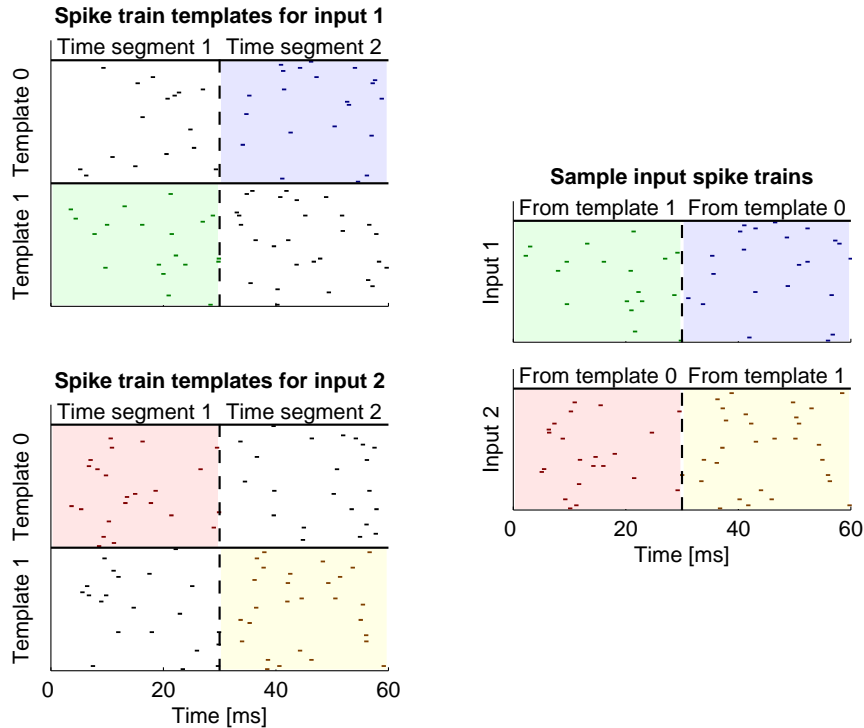 Spike train templates for input 1
Time segment 1 Time segment 2
Template 0
Template 1
Spike train templates for input 2
Time segment 1 Time segment 2
Template 0
Template 1
0 20 40 60
Time [ms]
Sample input spike trains
From template 1 From template 0
Input 1
From template 0 From template 1
Input 2
0 20 40 60
Time [ms]